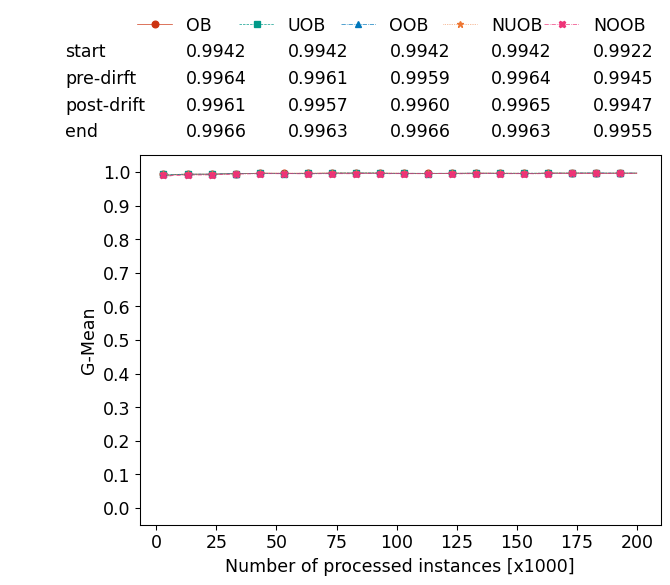 OB UOB OOB NUOB NOOB
start 0.9942 0.9942 0.9942 0.9942 0.9922
pre-dirft 0.9964 0.9961 0.9959 0.9964 0.9945
post-drift 0.9961 0.9957 0.9960 0.9965 0.9947
end 0.9966 0.9963 0.9966 0.9963 0.9955
1.0
0.9
0.8
0.7
0.6
0.5
0.4
0.3
0.2
0.1
0.0
G-Mean
0 25 50 75 100 125 150 175 200
Number of processed instances [x1000]